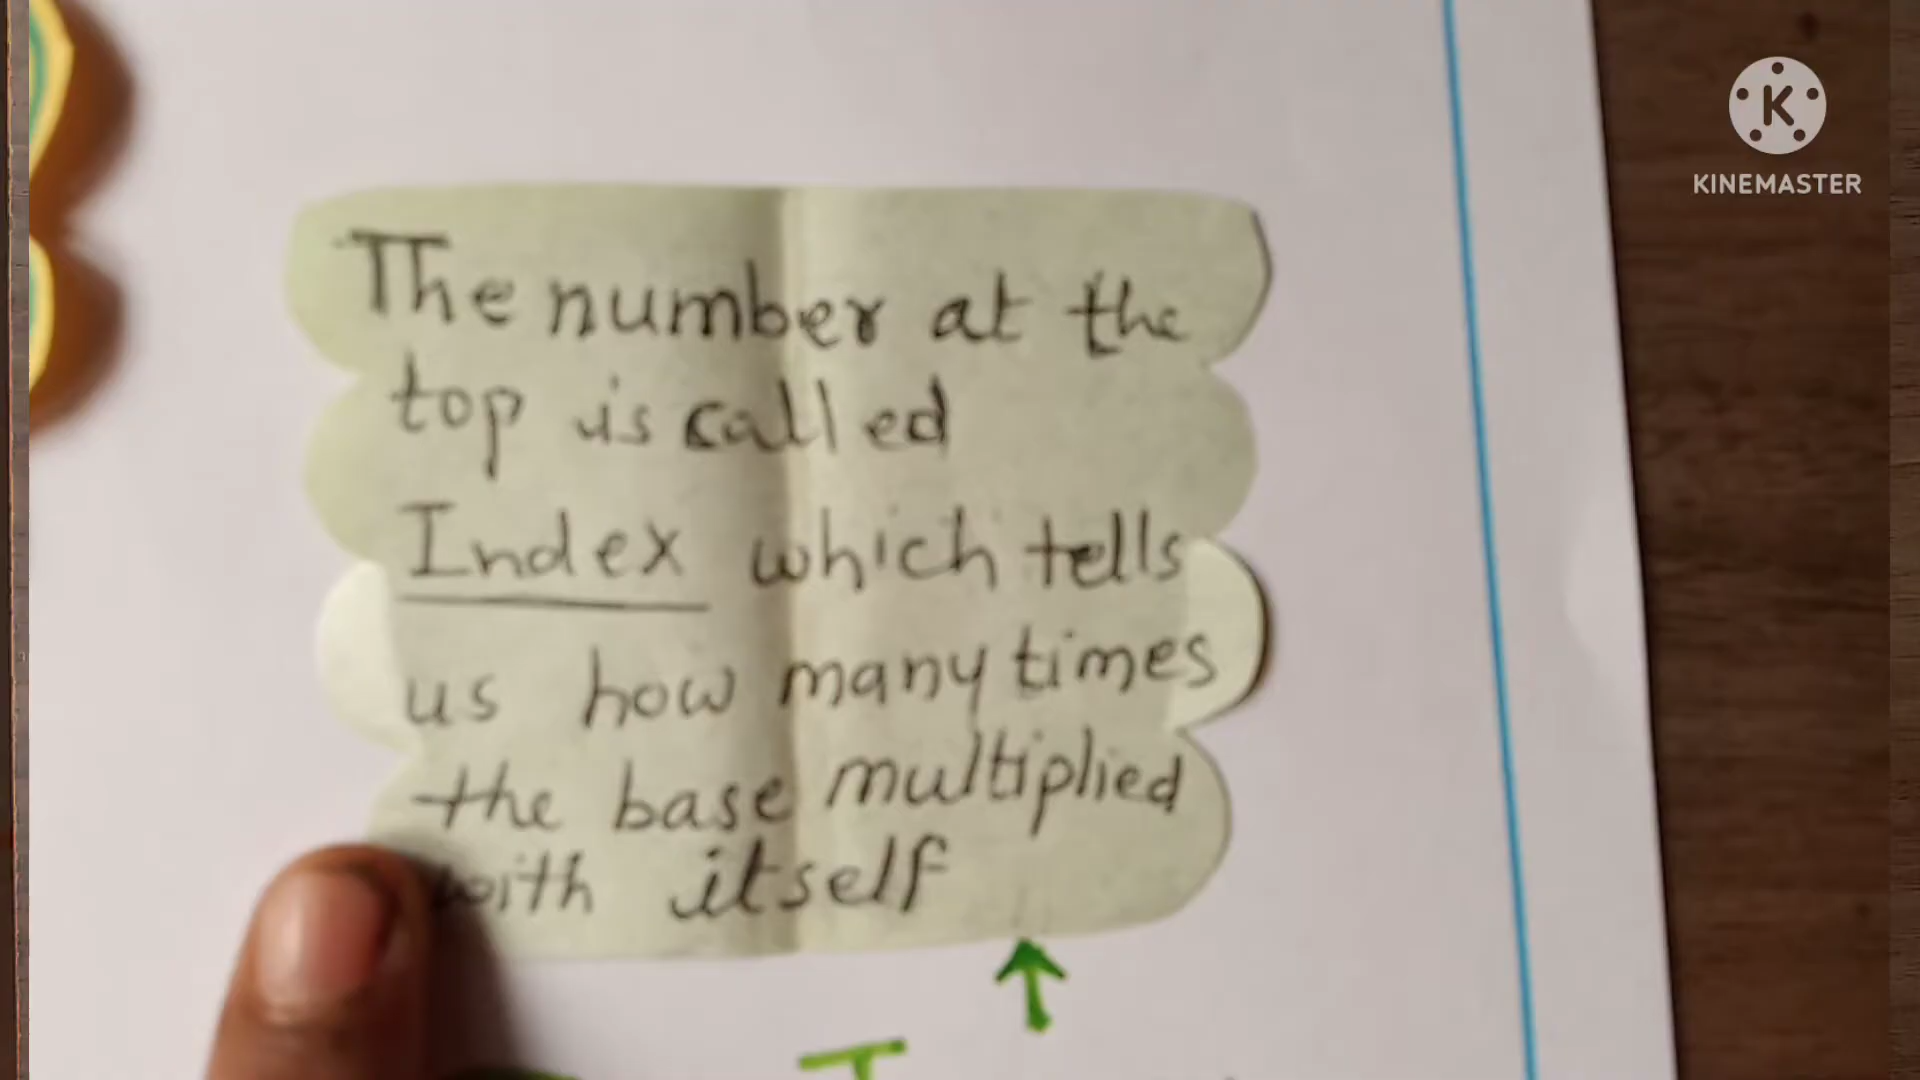 The number at the
top is called
Index which tells
us how many times
the base multiplied
with itself
KINEMASTER